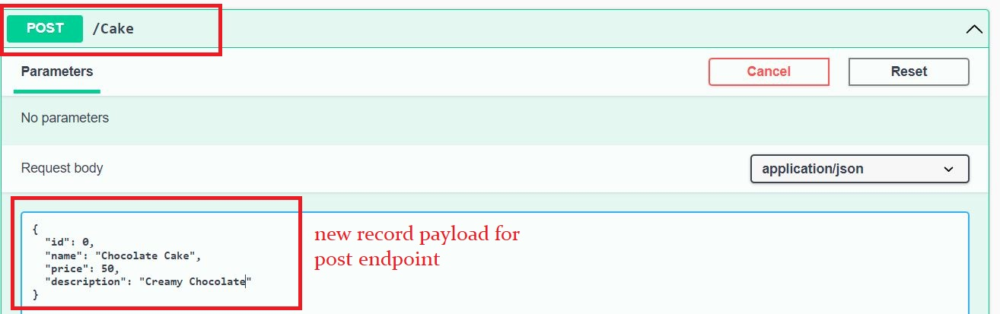 POST /Cake
Parameters
Cancel
Reset
No parameters
Request body
application/json
{
"id": 0,
"name": "Chocolate Cake",
"price": 50,
"description": "Creamy Chocolate"
}
new record payload for
post endpoint